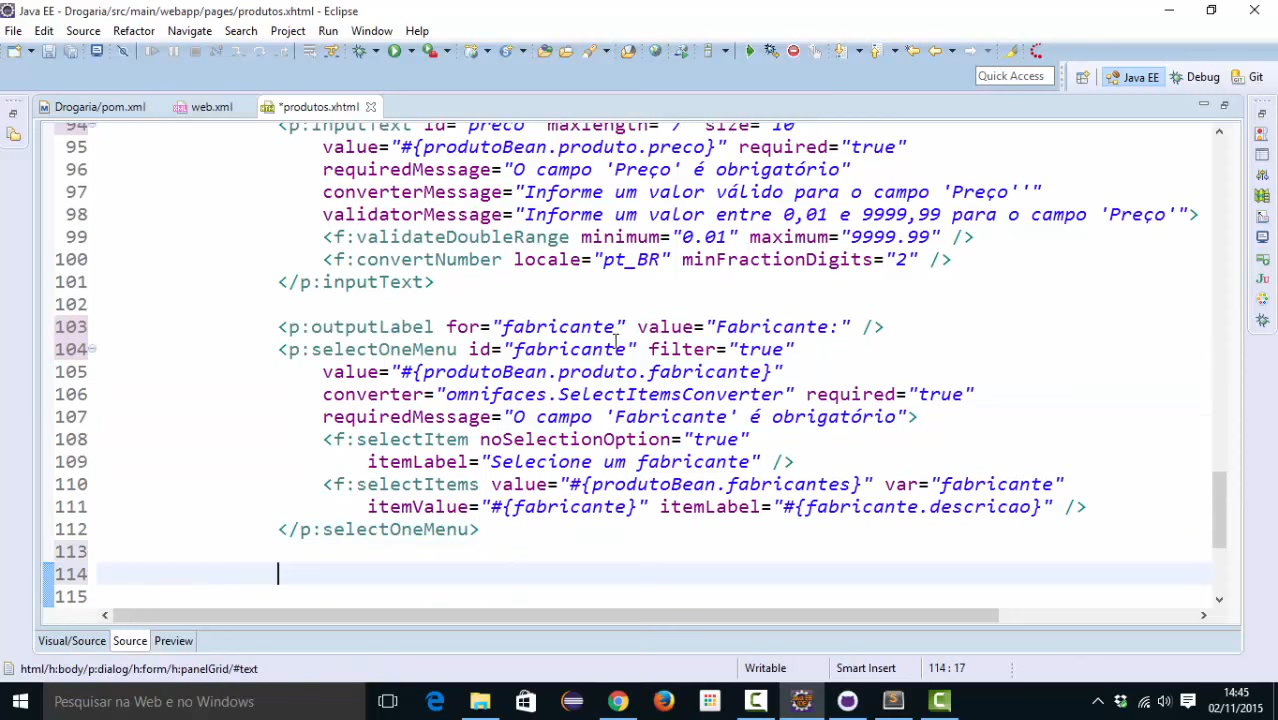 Java EE - Drogaria/src/main/webapp/pages/produtos.xhtml - Eclipse
File Edit Source Refactor Navigate Search Project Run Window Help
Quick Access Java EE Debug Git
Drogaria/pom.xml web.xml *produtos.xhtml
94 <p:inputText id="preco" maxlength="7" size="10"
95 value="#{produtoBean.produto.preco}" required="true"
96 requiredMessage="O campo 'Preço' é obrigatório"
97 converterMessage="Informe um valor válido para o campo 'Preço''"
98 validatorMessage="Informe um valor entre 0,01 e 9999,99 para o campo 'Preço'">
99 <f:validateDoubleRange minimum="0.01" maximum="9999.99" />
100 <f:convertNumber locale="pt_BR" minFractionDigits="2" />
101 </p:inputText>
102
103 <p:outputLabel for="fabricante" value="Fabricante:" />
104 <p:selectOneMenu id="fabricante" filter="true"
105 value="#{produtoBean.produto.fabricante}"
106 converter="omnifaces.SelectItemsConverter" required="true"
107 requiredMessage="O campo 'Fabricante' é obrigatório">
108 <f:selectItem noSelectionOption="true"
109 itemLabel="Selecione um fabricante" />
110 <f:selectItems value="#{produtoBean.fabricantes}" var="fabricante"
111 itemValue="#{fabricante}" itemLabel="#{fabricante.descricao}" />
112 </p:selectOneMenu>
113
114
115
Visual/Source Source Preview
html/h:body/p:dialog/h:form/h:panelGrid/#text Writable Smart Insert 114 : 17
Pesquisar na Web e no Windows
14:45
02/11/2015